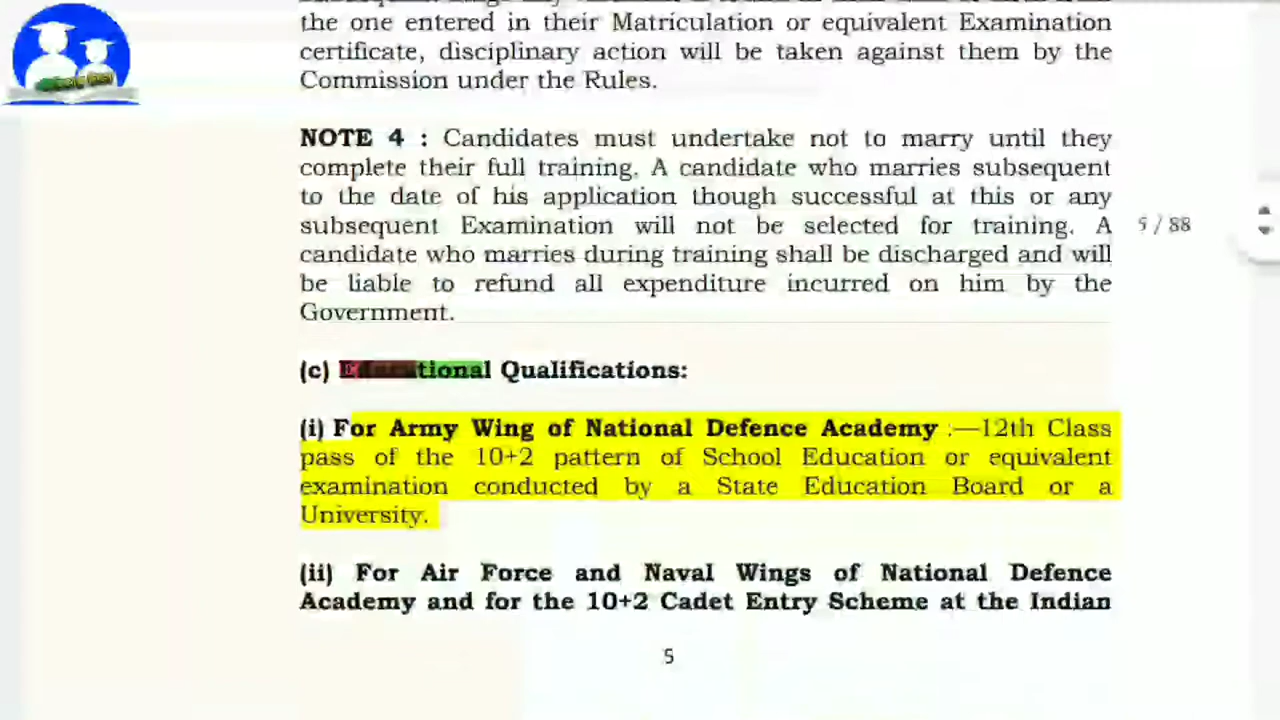 the one entered in their Matriculation or equivalent Examination
certificate, disciplinary action will be taken against them by the
Commission under the Rules.
NOTE 4 : Candidates must undertake not to marry until they
complete their full training. A candidate who marries subsequent
to the date of his application though successful at this or any
subsequent Examination will not be selected for training. A
candidate who marries during training shall be discharged and will
be liable to refund all expenditure incurred on him by the
Government.
5 / 88
(c) Educational Qualifications:
(i) For Army Wing of National Defence Academy :—12th Class
pass of the 10+2 pattern of School Education or equivalent
examination conducted by a State Education Board or a
University.
(ii) For Air Force and Naval Wings of National Defence
Academy and for the 10+2 Cadet Entry Scheme at the Indian
5